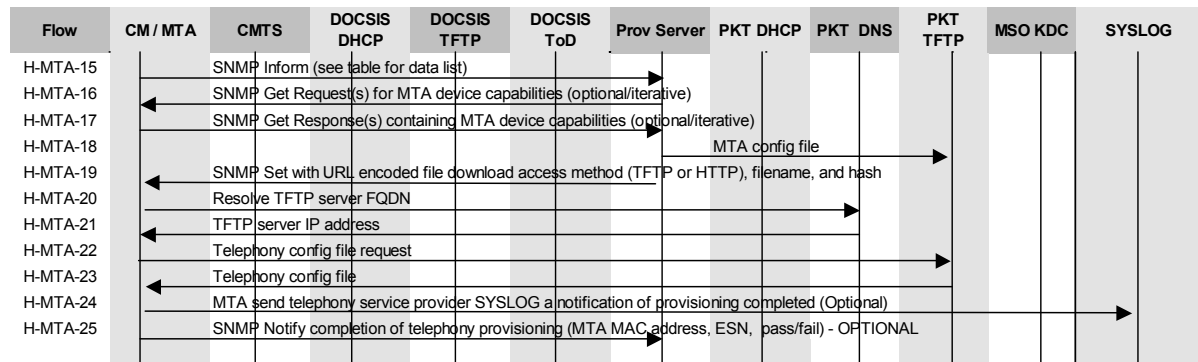 Flow CM / MTA CMTS DOCSIS DHCP DOCSIS TFTP DOCSIS ToD Prov Server PKT DHCP PKT DNS PKT TFTP MSO KDC SYSLOG
H-MTA-15 SNMP Inform (see table for data list)
H-MTA-16 SNMP Get Request(s) for MTA device capabilities (optional/iterative)
H-MTA-17 SNMP Get Response(s) containing MTA device capabilities (optional/iterative)
H-MTA-18 MTA config file
H-MTA-19 SNMP Set with URL encoded file download access method (TFTP or HTTP), filename, and hash
H-MTA-20 Resolve TFTP server FQDN
H-MTA-21 TFTP server IP address
H-MTA-22 Telephony config file request
H-MTA-23 Telephony config file
H-MTA-24 MTA send telephony service provider SYSLOG a notification of provisioning completed (Optional)
H-MTA-25 SNMP Notify completion of telephony provisioning (MTA MAC address, ESN, pass/fail) - OPTIONAL